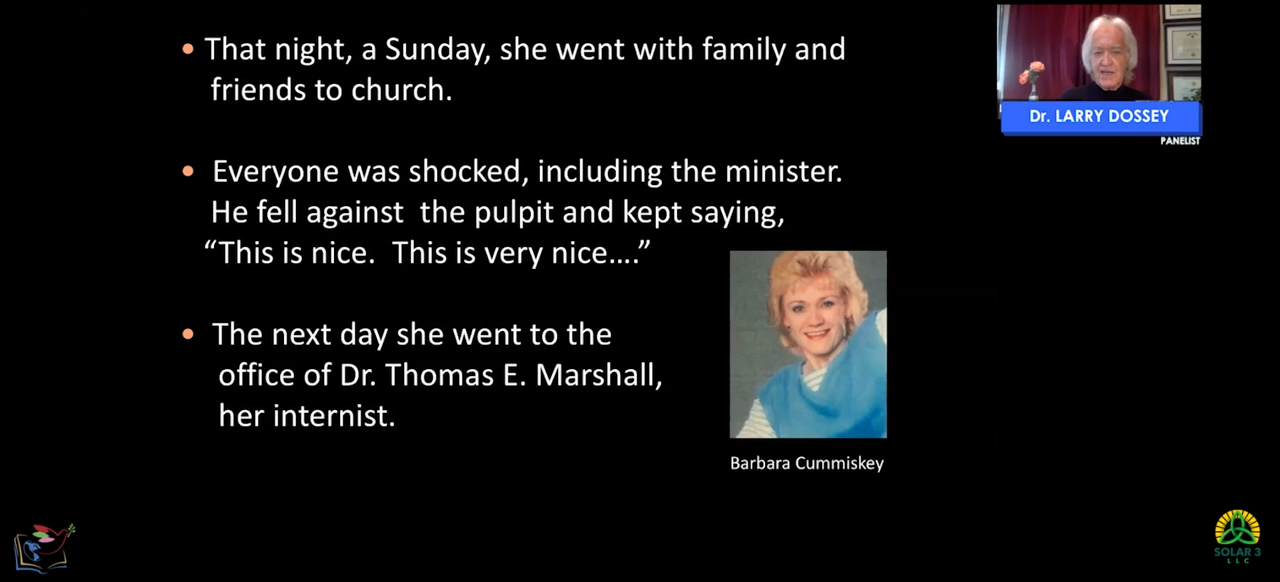 • That night, a Sunday, she went with family and
friends to church.
• Everyone was shocked, including the minister.
He fell against the pulpit and kept saying,
“This is nice. This is very nice....”
• The next day she went to the
office of Dr. Thomas E. Marshall,
her internist.
Barbara Cummiskey
Dr. LARRY DOSSEY
PANELIST
SOLAR 3
LLC